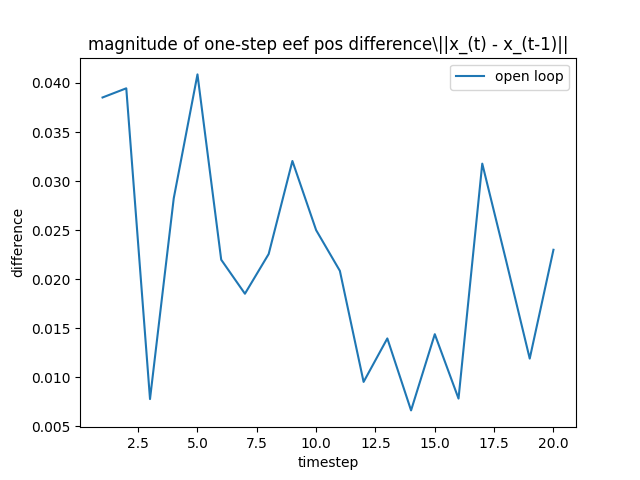 magnitude of one-step eef pos difference\||x_(t) - x_(t-1)||
open loop
0.040
0.035
0.030
0.025
0.020
0.015
0.010
0.005
difference
2.5 5.0 7.5 10.0 12.5 15.0 17.5 20.0
timestep